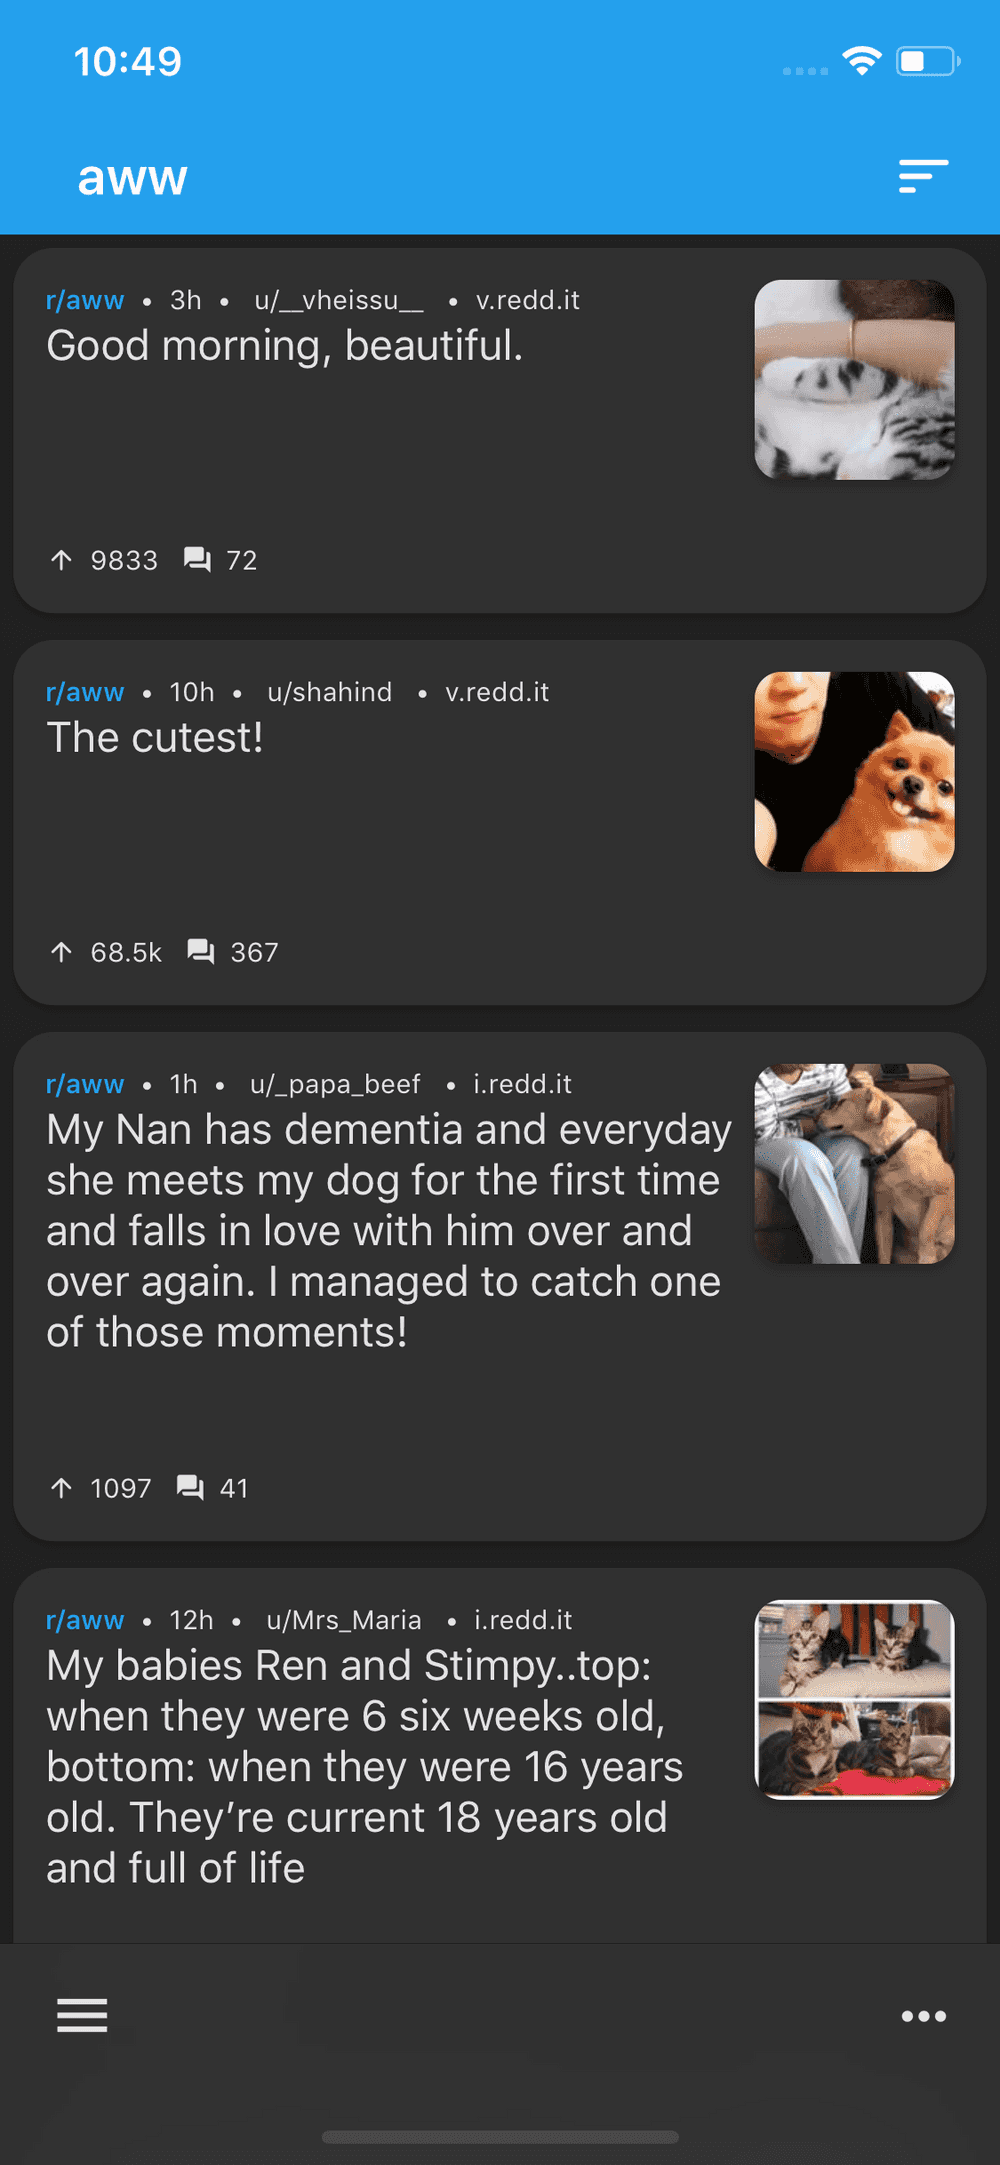 10:49
aww
r/aww • 3h • u/__vheissu__ • v.redd.it
Good morning, beautiful.
9833 72
r/aww • 10h • u/shahind • v.redd.it
The cutest!
68.5k 367
r/aww • 1h • u/_papa_beef • i.redd.it
My Nan has dementia and everyday
she meets my dog for the first time
and falls in love with him over and
over again. I managed to catch one
of those moments!
1097 41
r/aww • 12h • u/Mrs_Maria • i.redd.it
My babies Ren and Stimpy..top:
when they were 6 six weeks old,
bottom: when they were 16 years
old. They’re current 18 years old
and full of life